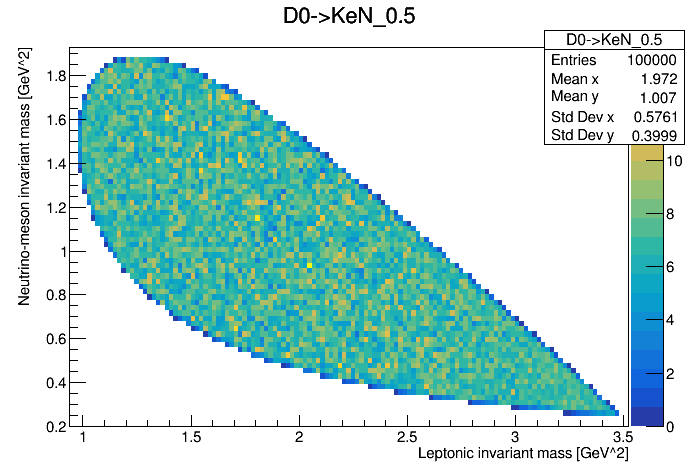 D0->KeN_0.5
D0->KeN_0.5
Entries 100000
Mean x 1.972
Mean y 1.007
Std Dev x 0.5761
Std Dev y 0.3999
Neutrino-meson invariant mass [GeV^2]
1.8
1.6
1.4
1.2
1
0.8
0.6
0.4
0.2
10
8
6
4
2
0
1 1.5 2 2.5 3 3.5
Leptonic invariant mass [GeV^2]